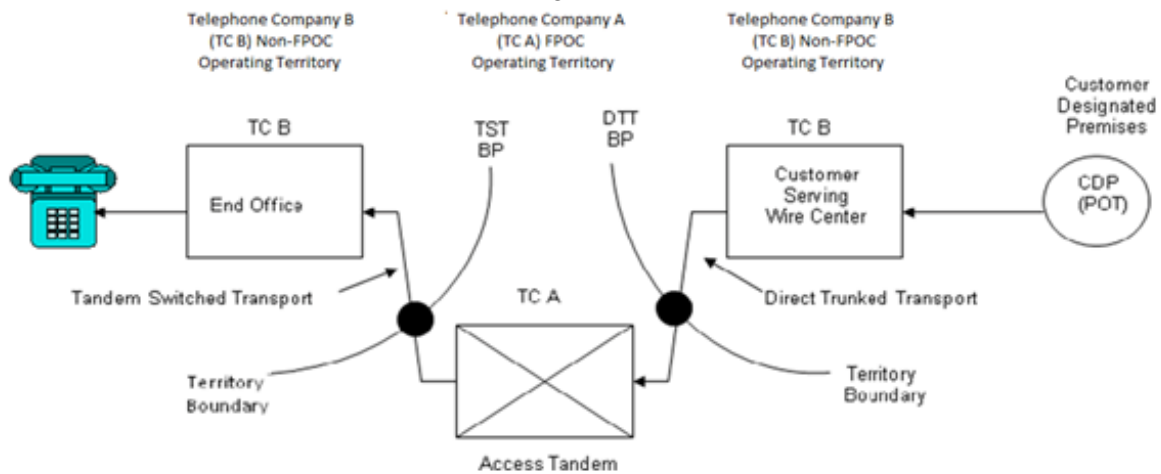 Telephone Company B
(TC B) Non-FPOC
Operating Territory
Telephone Company A
(TC A) FPOC
Operating Territory
Telephone Company B
(TC B) Non-FPOC
Operating Territory
Customer
Designated
Premises
TC B
TST
BP
DTT
BP
TC B
End Office
Customer
Serving
Wire Center
CDP
(POT)
Tandem Switched Transport
TC A
Direct Trunked Transport
Territory
Boundary
Territory
Boundary
Access Tandem